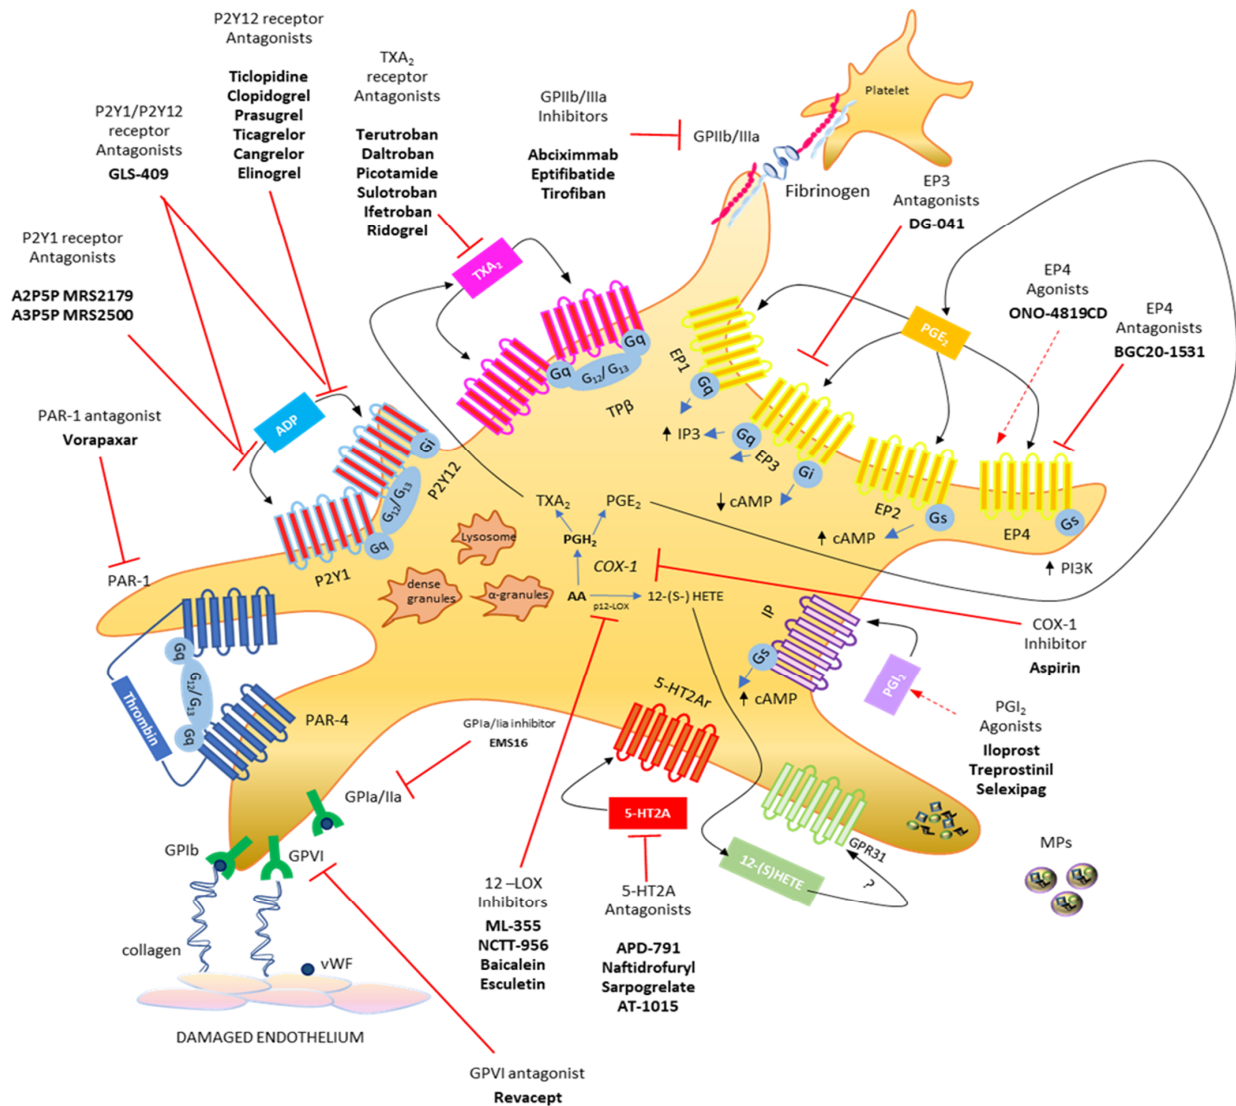 P2Y12 receptor
Antagonists
Ticlopidine
Clopidogrel
Prasugrel
Ticagrelor
Cangrelor
Elinogrel
P2Y1/P2Y12
receptor
Antagonists
GLS-409
TXA2
receptor
Antagonists
Terutroban
Daltroban
Picotamide
Sulotroban
Ifetroban
Ridogrel
GPIIb/IIIa
Inhibitors
Abciximmab
Eptifibatide
Tirofiban
GPIIb/IIIa
Platelet
Fibrinogen
EP3
Antagonists
DG-041
P2Y1 receptor
Antagonists
A2P5P MRS2179
A3P5P MRS2500
TXA2
PGE2
EP4
Agonists
ONO-4819CD
EP4
Antagonists
BGC20-1531
PAR-1 antagonist
Vorapaxar
ADP
Gi
P2Y12
G12/G13
Gq
P2Y1
Gq
G12/G13
Gq
TPβ
EP1
Gq
IP3
Gq
EP3
Gi
cAMP
EP2
Gs
cAMP
EP4
Gs
PI3K
TXA2
PGE2
PGH2
COX-1
AA
p12-LOX
12-(S-) HETE
Lysosome
dense
granules
α-granules
PAR-1
Gq
G12/G13
Gq
Thrombin
PAR-4
IP
Gs
cAMP
PGI2
COX-1
Inhibitor
Aspirin
PGI2
Agonists
Iloprost
Treprostinil
Selexipag
5-HT2Ar
5-HT2A
GPIa/Iia inhibitor
EMS16
GPIa/IIa
GPIb
GPVI
GPR31
12-(S)HETE
?
MPs
12 –LOX
Inhibitors
ML-355
NCTT-956
Baicalein
Esculetin
5-HT2A
Antagonists
APD-791
Naftidrofuryl
Sarpogrelate
AT-1015
collagen
vWF
DAMAGED ENDOTHELIUM
GPVI antagonist
Revacept